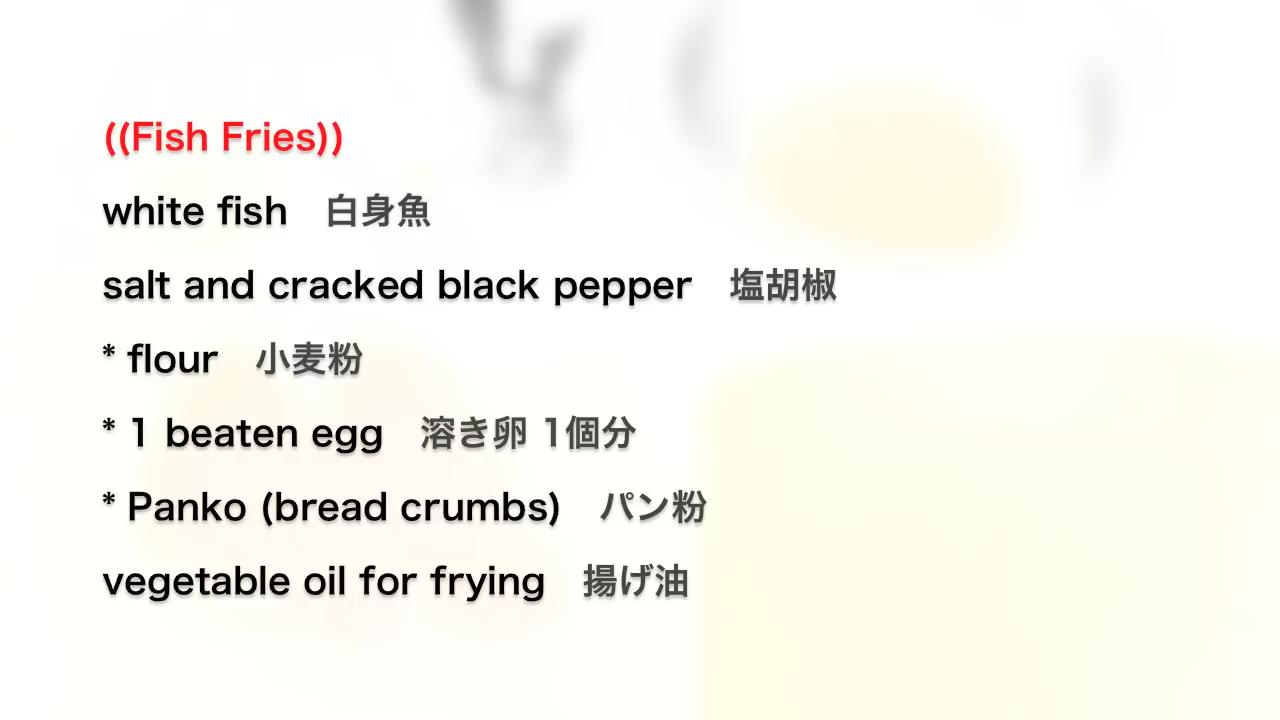 ((Fish Fries))
white fish　白身魚
salt and cracked black pepper　塩胡椒
* flour　小麦粉
* 1 beaten egg　溶き卵 1個分
* Panko (bread crumbs)　パン粉
vegetable oil for frying　揚げ油